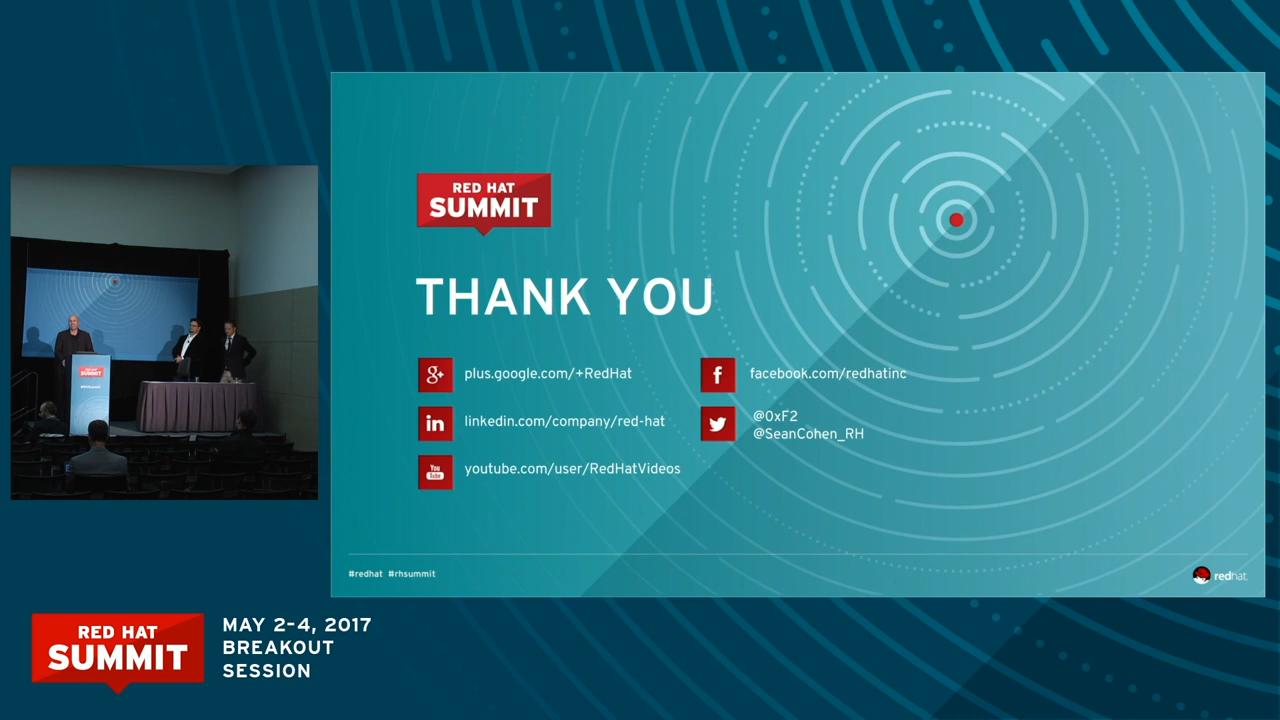 RED HAT
SUMMIT
THANK YOU
plus.google.com/+RedHat
linkedin.com/company/red-hat
youtube.com/user/RedHatVideos
facebook.com/redhatinc
@0xF2
@SeanCohen_RH
#redhat #rhsummit
redhat.
RED HAT
SUMMIT
MAY 2-4, 2017
BREAKOUT
SESSION